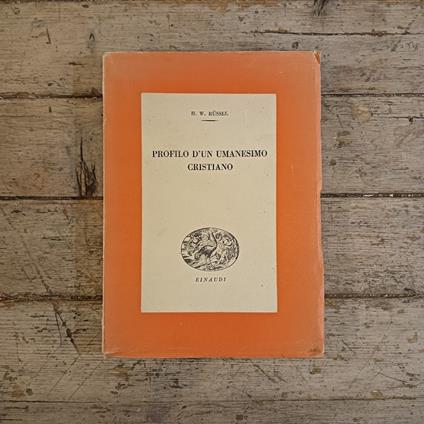 H. W. RÜSSEL
PROFILO D'UN UMANESIMO
CRISTIANO
EINAUDI